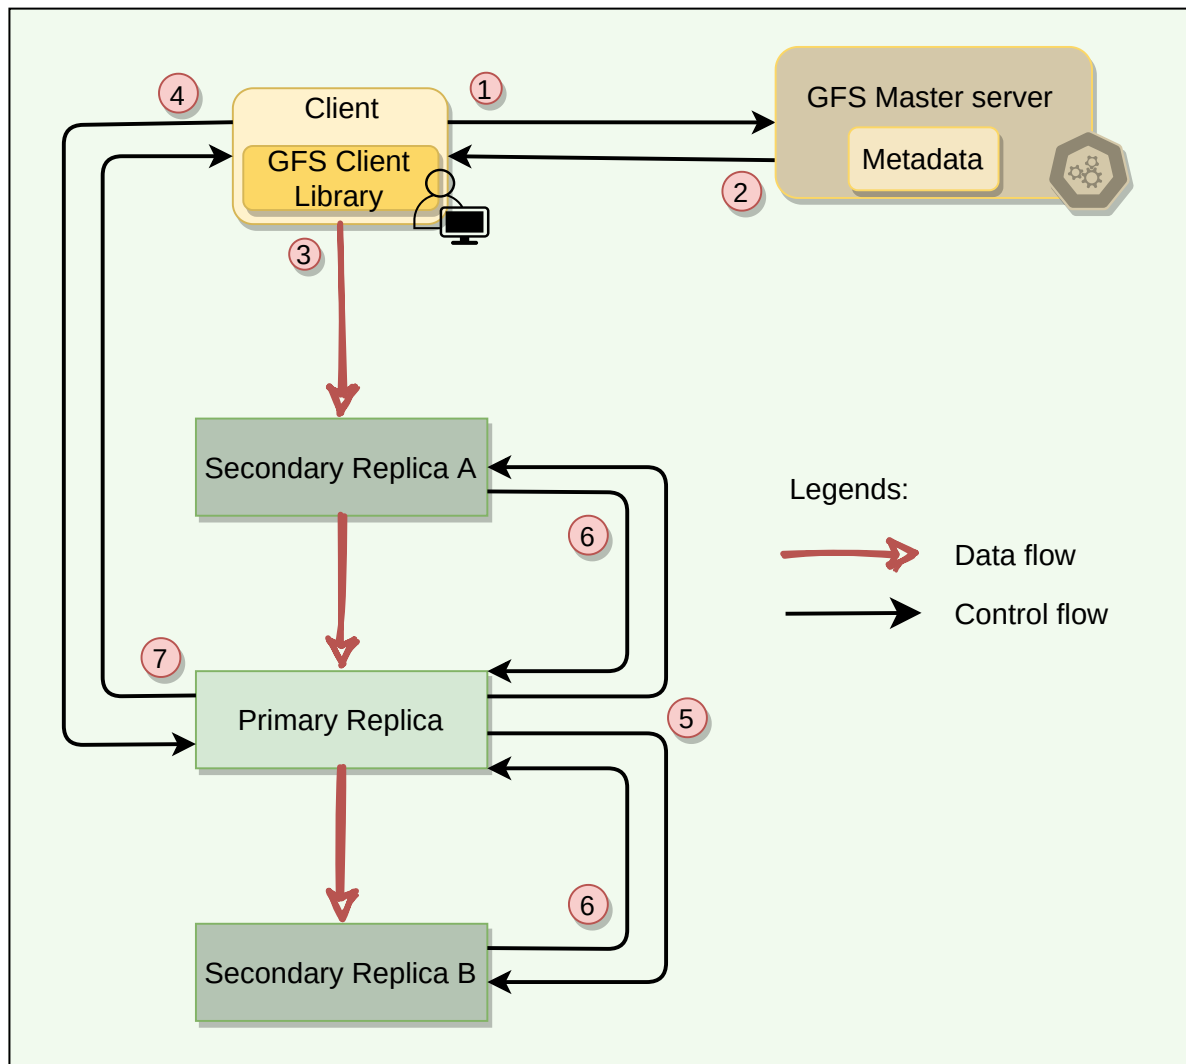 4
1
Client
GFS Master server
GFS Client
Library
Metadata
2
3
Secondary Replica A
Legends:
6
Data flow
Control flow
7
Primary Replica
5
6
Secondary Replica B